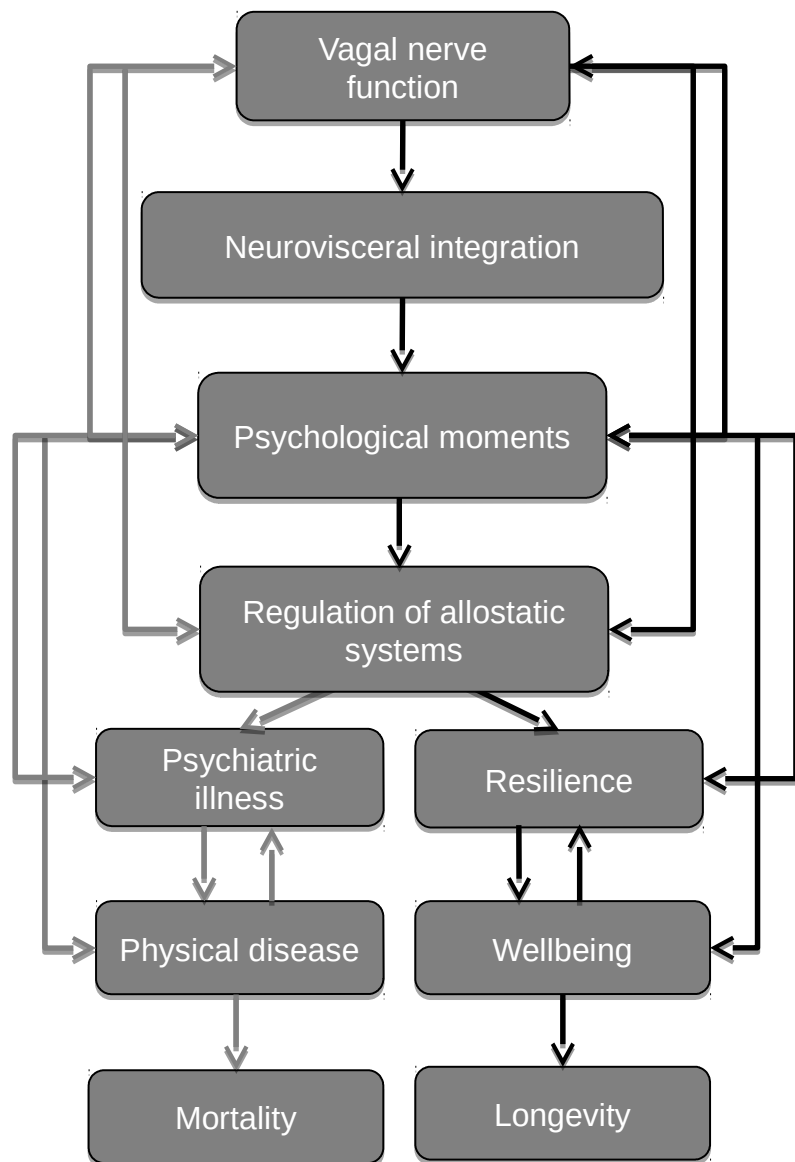 Vagal nerve
function
Neurovisceral integration
Psychological moments
Regulation of allostatic
systems
Psychiatric
illness
Resilience
Physical disease
Wellbeing
Mortality
Longevity